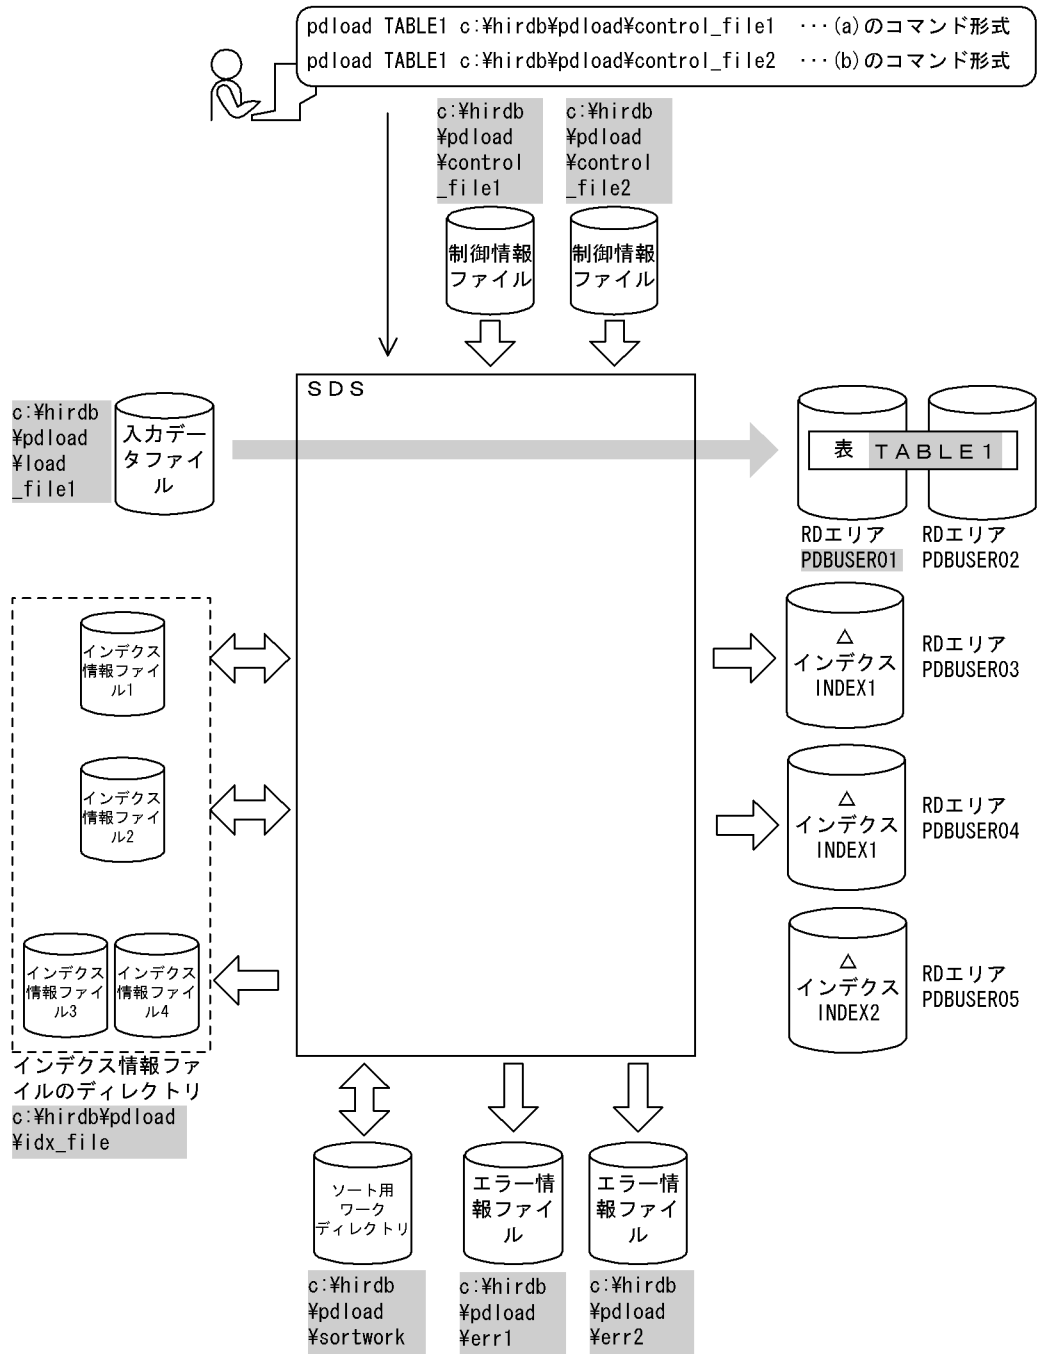 pdload TABLE1 c:¥hirdb¥pdload¥control_file1 ･･･(a)のコマンド形式
pdload TABLE1 c:¥hirdb¥pdload¥control_file2 ･･･(b)のコマンド形式
c:¥hirdb
¥pdload
¥control
_file1
c:¥hirdb
¥pdload
¥control
_file2
制御情報
ファイル
制御情報
ファイル
ＳＤＳ
c:¥hirdb
¥pdload
¥load
_file1
入力デー
タファイ
ル
表 ＴＡＢＬＥ１
RDエリア
PDBUSER01
RDエリア
PDBUSER02
インデクス
情報ファイ
ル1
△
インデクス
INDEX1
RDエリア
PDBUSER03
インデクス
情報ファイ
ル2
△
インデクス
INDEX1
RDエリア
PDBUSER04
インデクス
情報ファイ
ル3
インデクス
情報ファイ
ル4
△
インデクス
INDEX2
RDエリア
PDBUSER05
インデクス情報ファ
イルのディレクトリ
c:¥hirdb¥pdload
¥idx_file
ソート用
ワーク
ディレクトリ
エラー情
報ファイ
ル
エラー情
報ファイ
ル
c:¥hirdb
¥pdload
¥sortwork
c:¥hirdb
¥pdload
¥err1
c:¥hirdb
¥pdload
¥err2